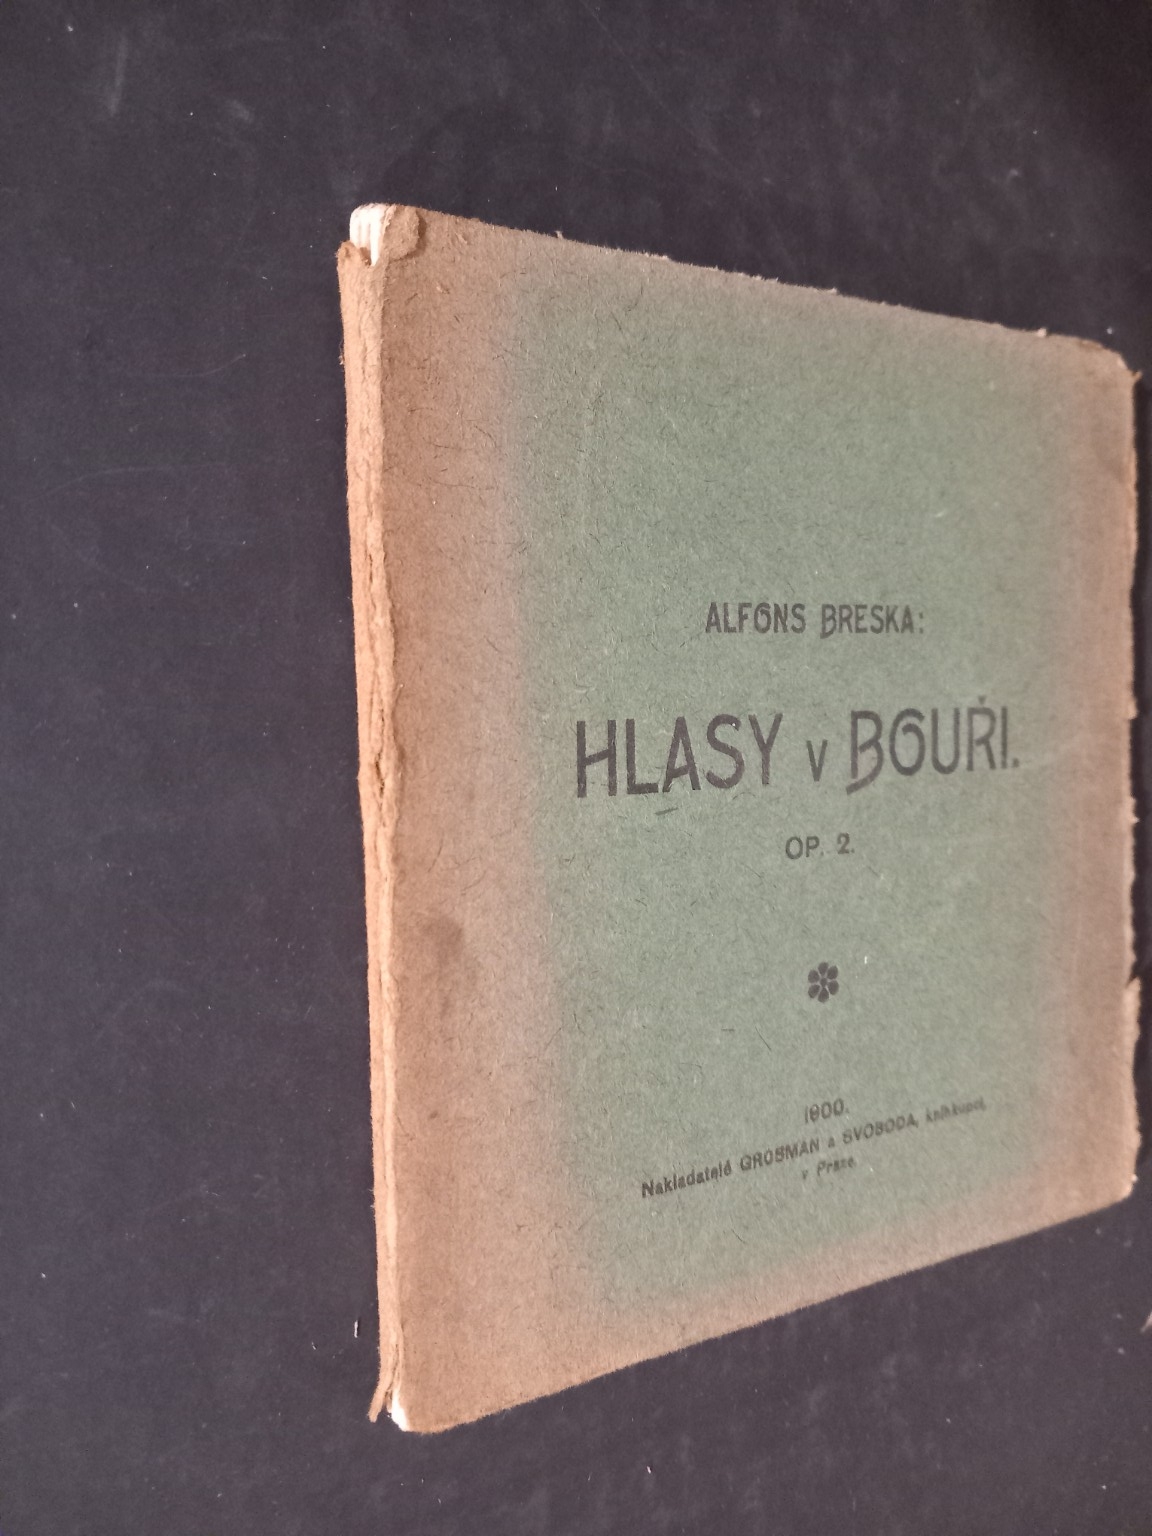 ALFONS BRESKA:
HLASY v BOUŘI.
OP. 2.
1900.
Nakladatelé GROSMAN a SVOBODA, knihkupci,
v Praze.